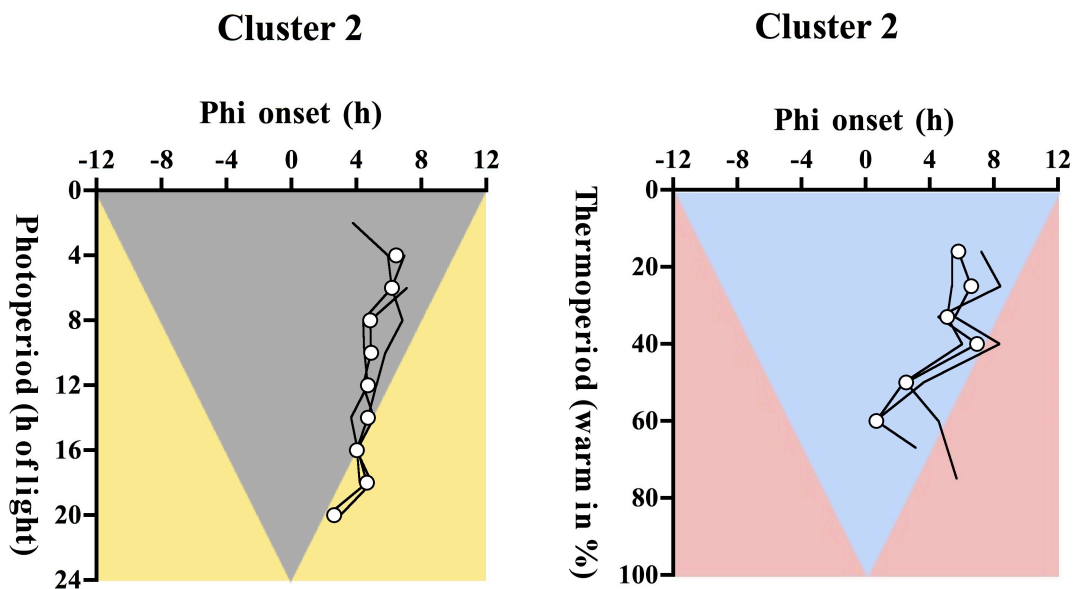 Cluster 2
Phi onset (h)
-12 -8 -4 0 4 8 12
0
4
8
12
16
20
24
Photoperiod (h of light)
Cluster 2
Phi onset (h)
-12 -8 -4 0 4 8 12
0
20
40
60
80
100
Thermoperiod (warm in %)